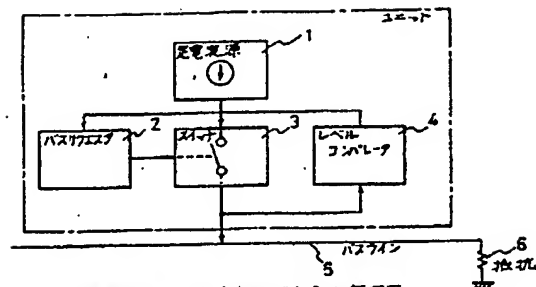 ユニット
1
定電流源
2
バスリクエスタ
3
スイッチ
4
レベル
コンパレータ
5
バスライン
6
抵抗